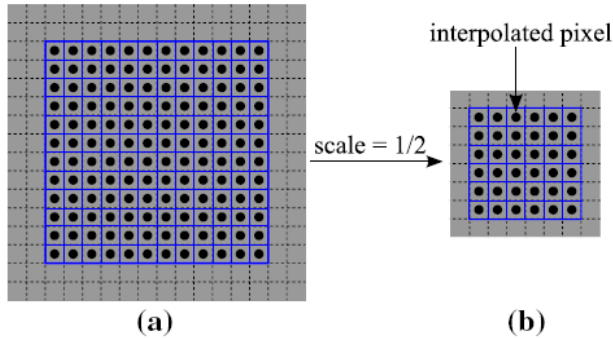 interpolated pixel
scale = 1/2
(a)
(b)